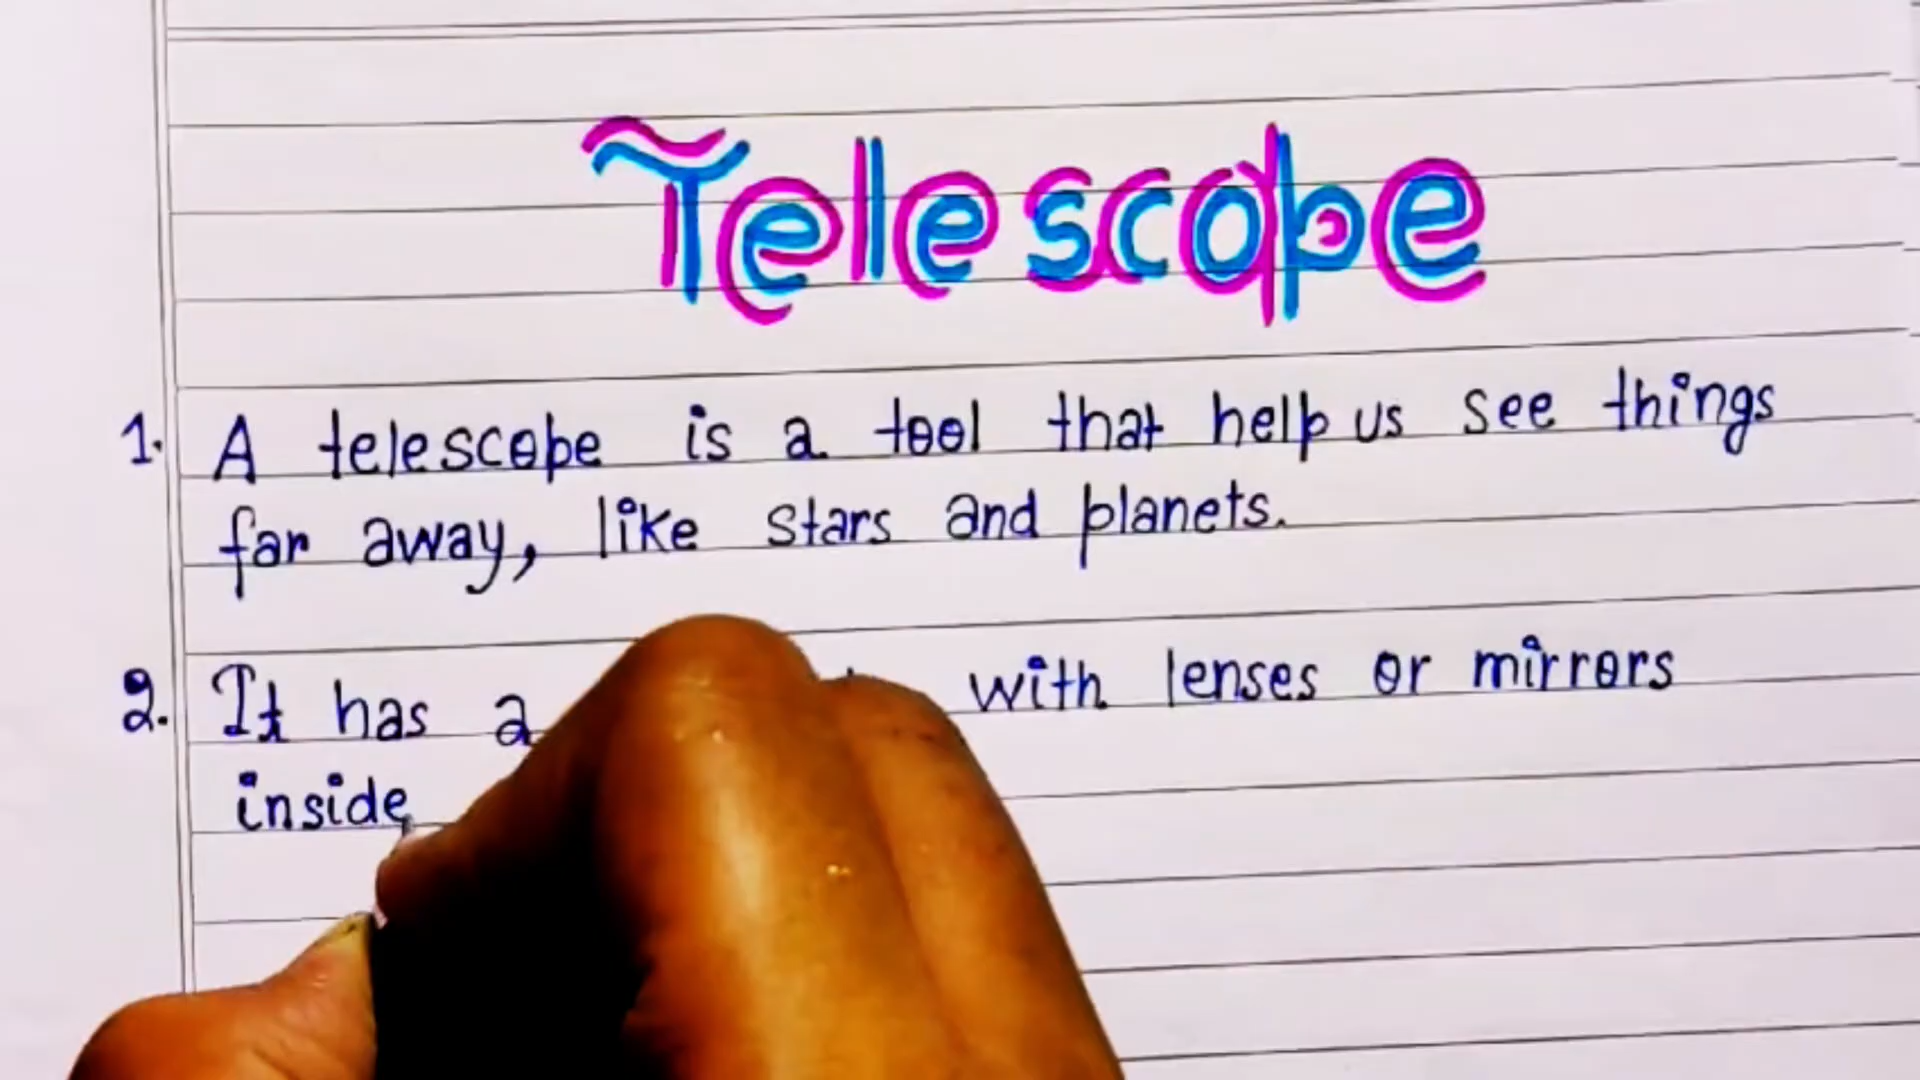 Telescope
1. A telescope is a tool that help us see things
far away, like stars and planets.
2. It has a with lenses or mirrors
inside